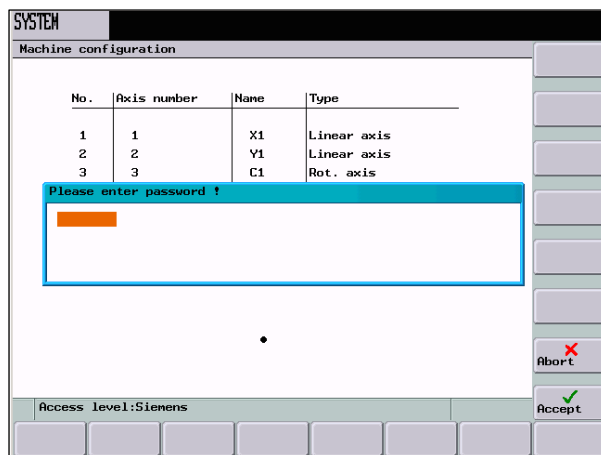 SYSTEM
Machine configuration
No. Axis number Name Type
1 1 X1 Linear axis
2 2 Y1 Linear axis
3 3 C1 Rot. axis
Please enter password !
Abort
Access level:Siemens
Accept